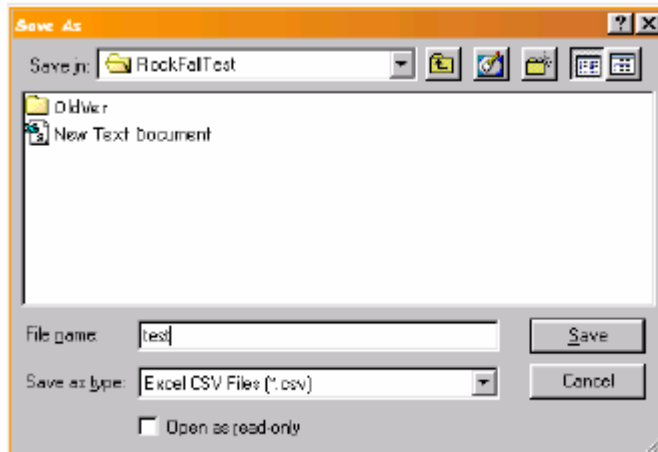 Save As
Save in: RockFallTest
OldVer
New Text Document
File name: test
Save
Save as type: Excel CSV Files (*.csv)
Cancel
Open as read-only